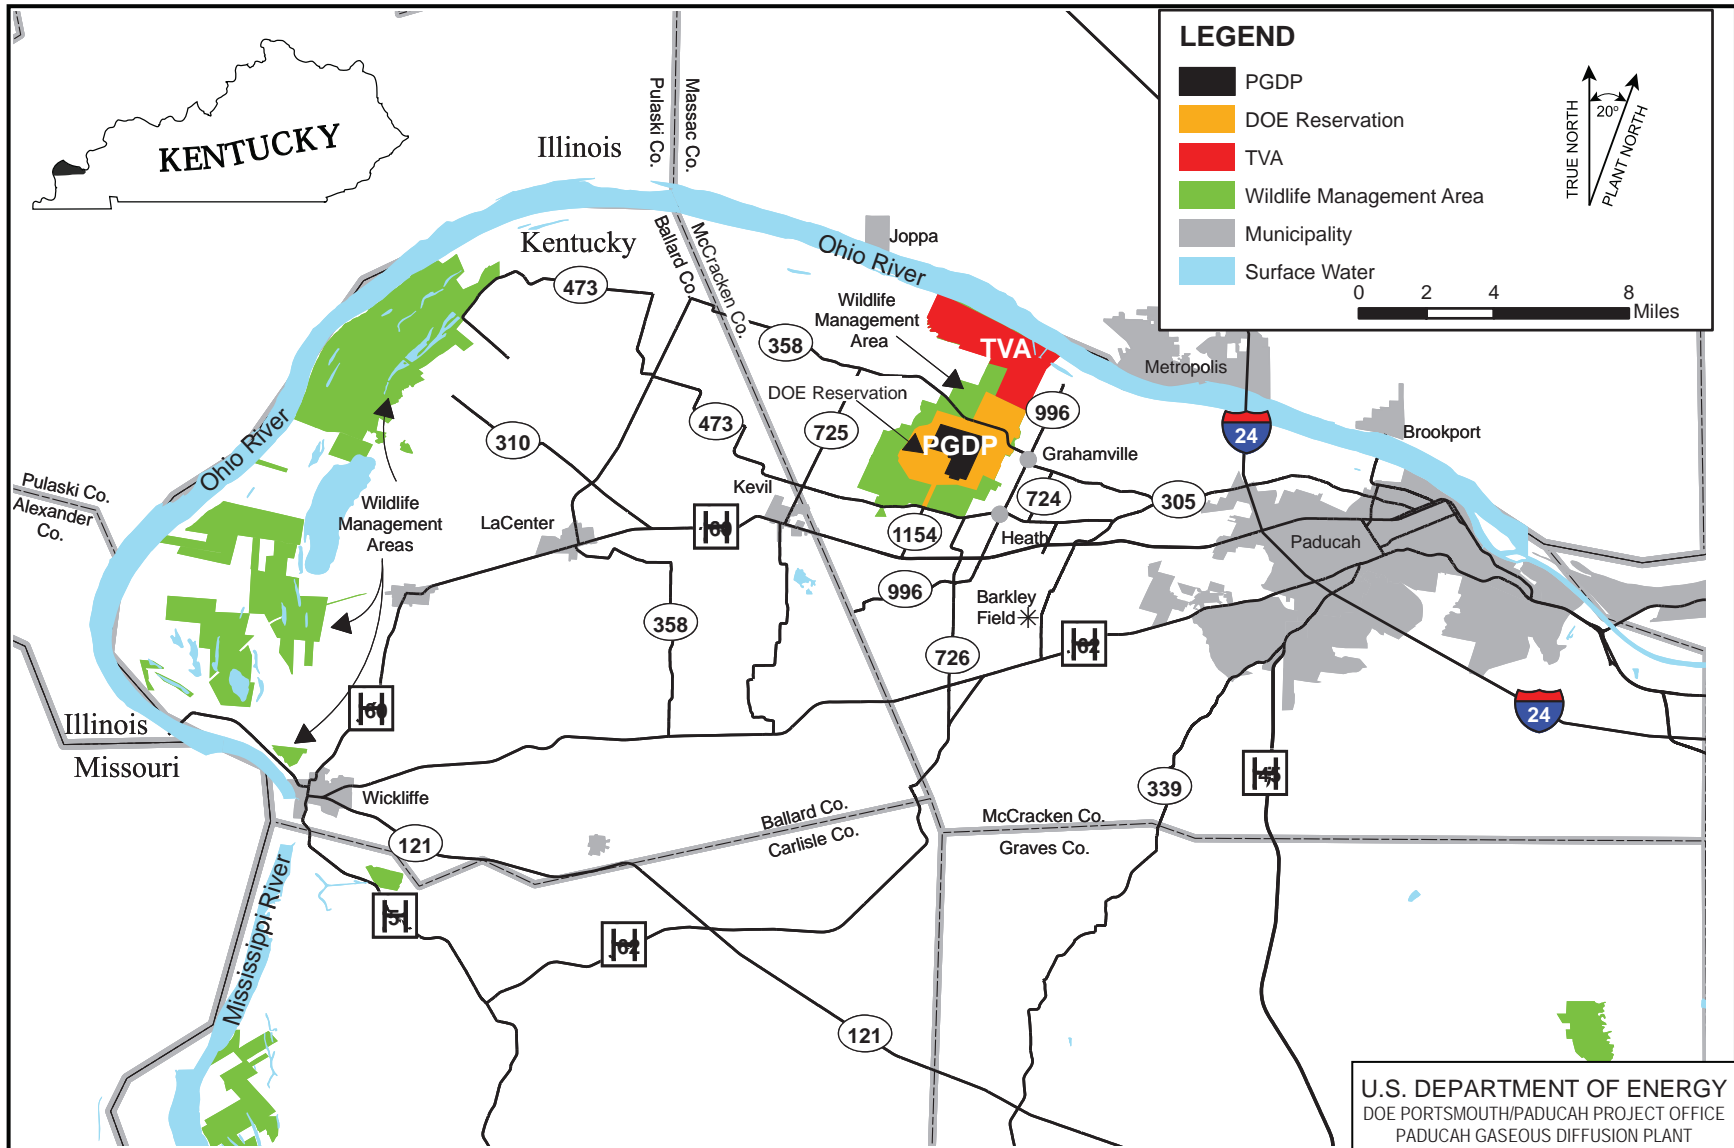 LEGEND
PGDP
DOE Reservation
TVA
Wildlife Management Area
Municipality
Surface Water
0 2 4 8
Miles
TRUE NORTH
20°
PLANT NORTH
KENTUCKY
Illinois
Pulaski Co.
Massac Co.
Kentucky
Ballard Co.
McCracken Co.
Joppa
Ohio River
473
358
Wildlife
Management
Area
TVA
Metropolis
DOE Reservation
996
Brookport
24
473
725
310
PGDP
Grahamville
Ohio River
Pulaski Co.
Alexander
Co.
Wildlife
Management
Areas
Kevil
LaCenter
60
724
305
1154
Heath
Paducah
996
Barkley
Field
358
726
62
60
24
Illinois
Missouri
Wickliffe
339
45
Ballard Co.
Carlisle Co.
McCracken Co.
Graves Co.
121
Mississippi River
51
62
121
U.S. DEPARTMENT OF ENERGY
DOE PORTSMOUTH/PADUCAH PROJECT OFFICE
PADUCAH GASEOUS DIFFUSION PLANT